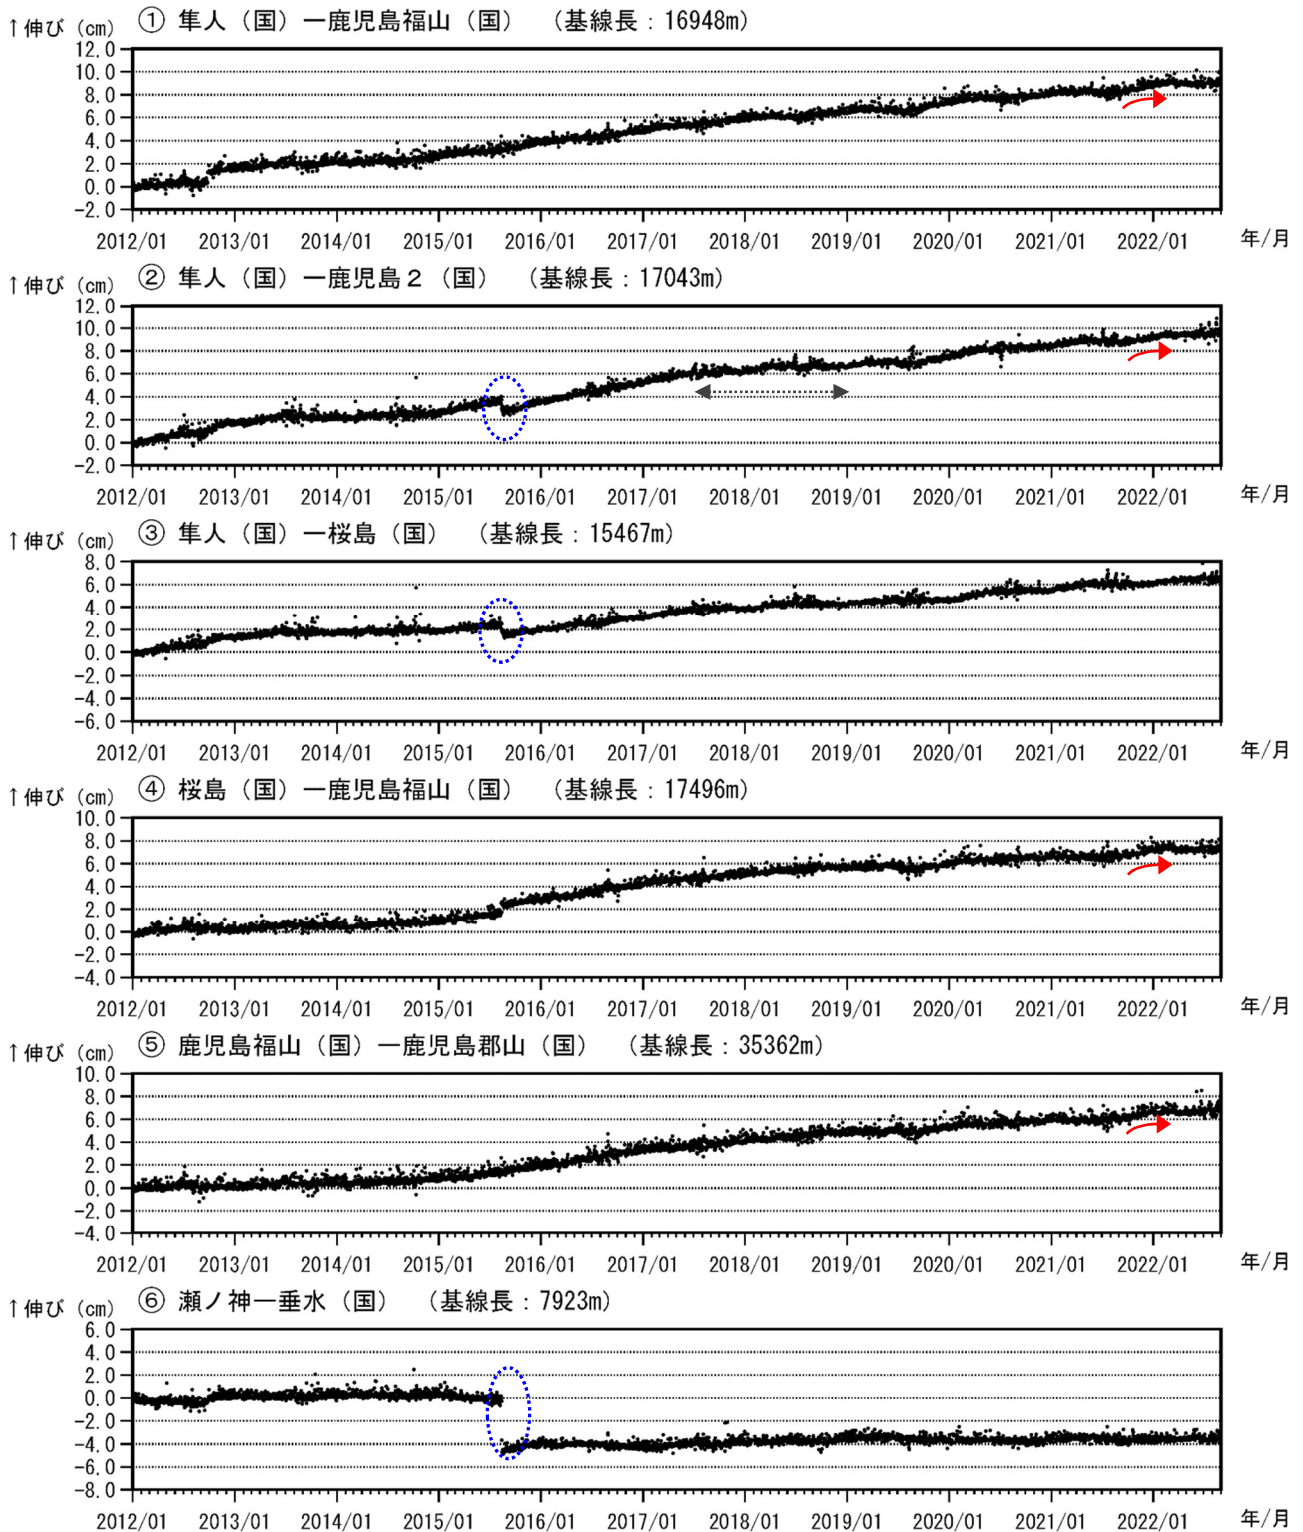 ① 隼人（国）ー鹿児島福山（国） （基線長：16948m）
↑伸び（cm）
12.0
10.0
8.0
6.0
4.0
2.0
0.0
-2.0
2012/01 2013/01 2014/01 2015/01 2016/01 2017/01 2018/01 2019/01 2020/01 2021/01 2022/01 年/月
② 隼人（国）ー鹿児島２（国） （基線長：17043m）
↑伸び（cm）
12.0
10.0
8.0
6.0
4.0
2.0
0.0
-2.0
2012/01 2013/01 2014/01 2015/01 2016/01 2017/01 2018/01 2019/01 2020/01 2021/01 2022/01 年/月
③ 隼人（国）ー桜島（国） （基線長：15467m）
↑伸び（cm）
8.0
6.0
4.0
2.0
0.0
-2.0
-4.0
-6.0
2012/01 2013/01 2014/01 2015/01 2016/01 2017/01 2018/01 2019/01 2020/01 2021/01 2022/01 年/月
④ 桜島（国）ー鹿児島福山（国） （基線長：17496m）
↑伸び（cm）
10.0
8.0
6.0
4.0
2.0
0.0
-2.0
-4.0
2012/01 2013/01 2014/01 2015/01 2016/01 2017/01 2018/01 2019/01 2020/01 2021/01 2022/01 年/月
⑤ 鹿児島福山（国）ー鹿児島郡山（国） （基線長：35362m）
↑伸び（cm）
10.0
8.0
6.0
4.0
2.0
0.0
-2.0
-4.0
2012/01 2013/01 2014/01 2015/01 2016/01 2017/01 2018/01 2019/01 2020/01 2021/01 2022/01 年/月
⑥ 瀬ノ神ー垂水（国） （基線長：7923m）
↑伸び（cm）
6.0
4.0
2.0
0.0
-2.0
-4.0
-6.0
-8.0
2012/01 2013/01 2014/01 2015/01 2016/01 2017/01 2018/01 2019/01 2020/01 2021/01 2022/01 年/月